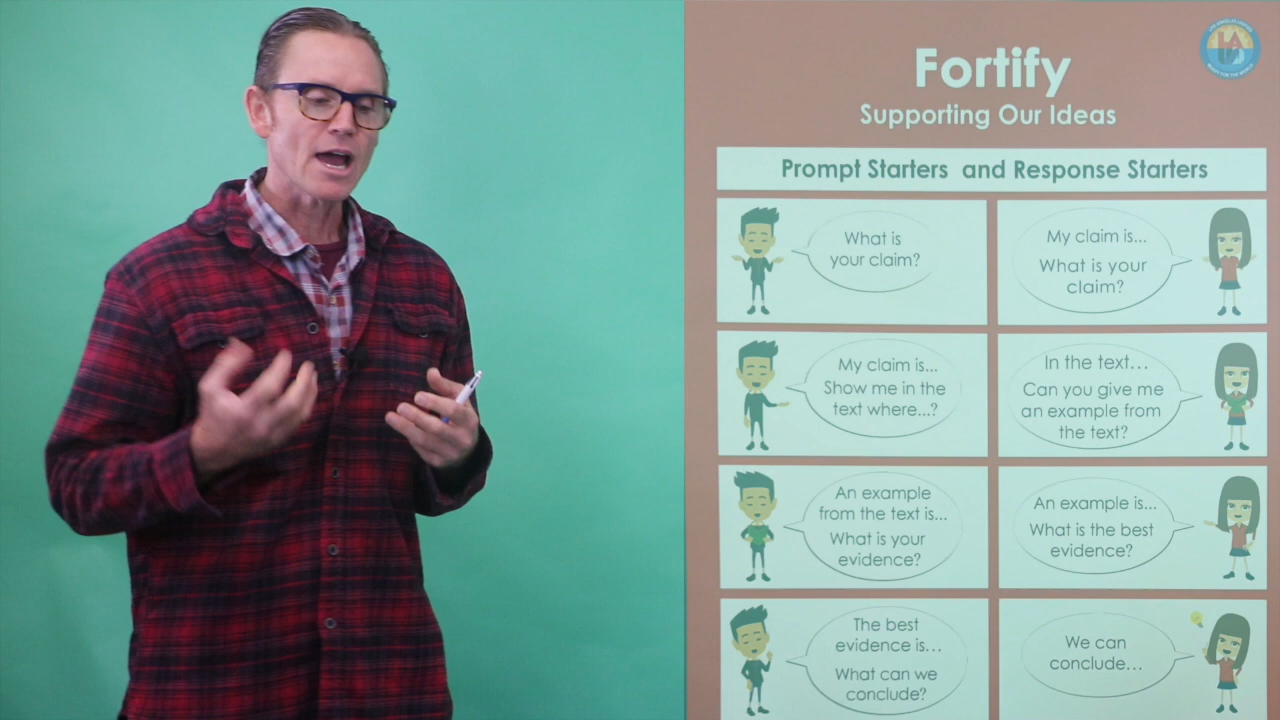 Fortify
Supporting Our Ideas
Prompt Starters and Response Starters
What is
your claim?
My claim is...
What is your
claim?
My claim is...
Show me in the
text where...?
In the text...
Can you give me
an example from
the text?
An example
from the text is...
What is your
evidence?
An example is...
What is the best
evidence?
The best
evidence is...
What can we
conclude?
We can
conclude...